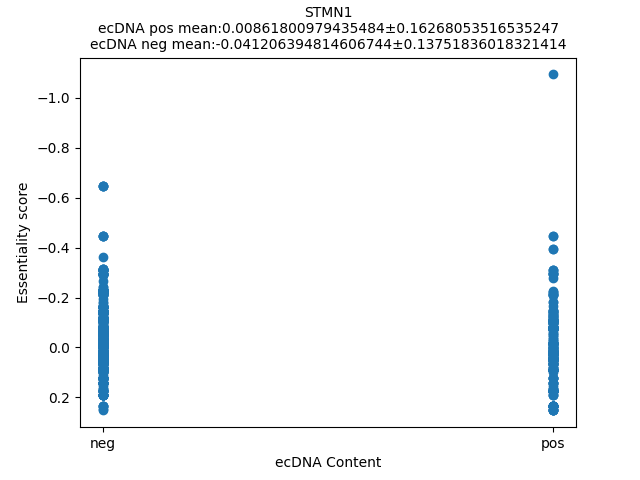 STMN1
ecDNA pos mean:0.00861800979435484±0.16268053516535247
ecDNA neg mean:-0.041206394814606744±0.13751836018321414
−1.0
−0.8
−0.6
−0.4
−0.2
0.0
0.2
Essentiality score
neg
pos
ecDNA Content